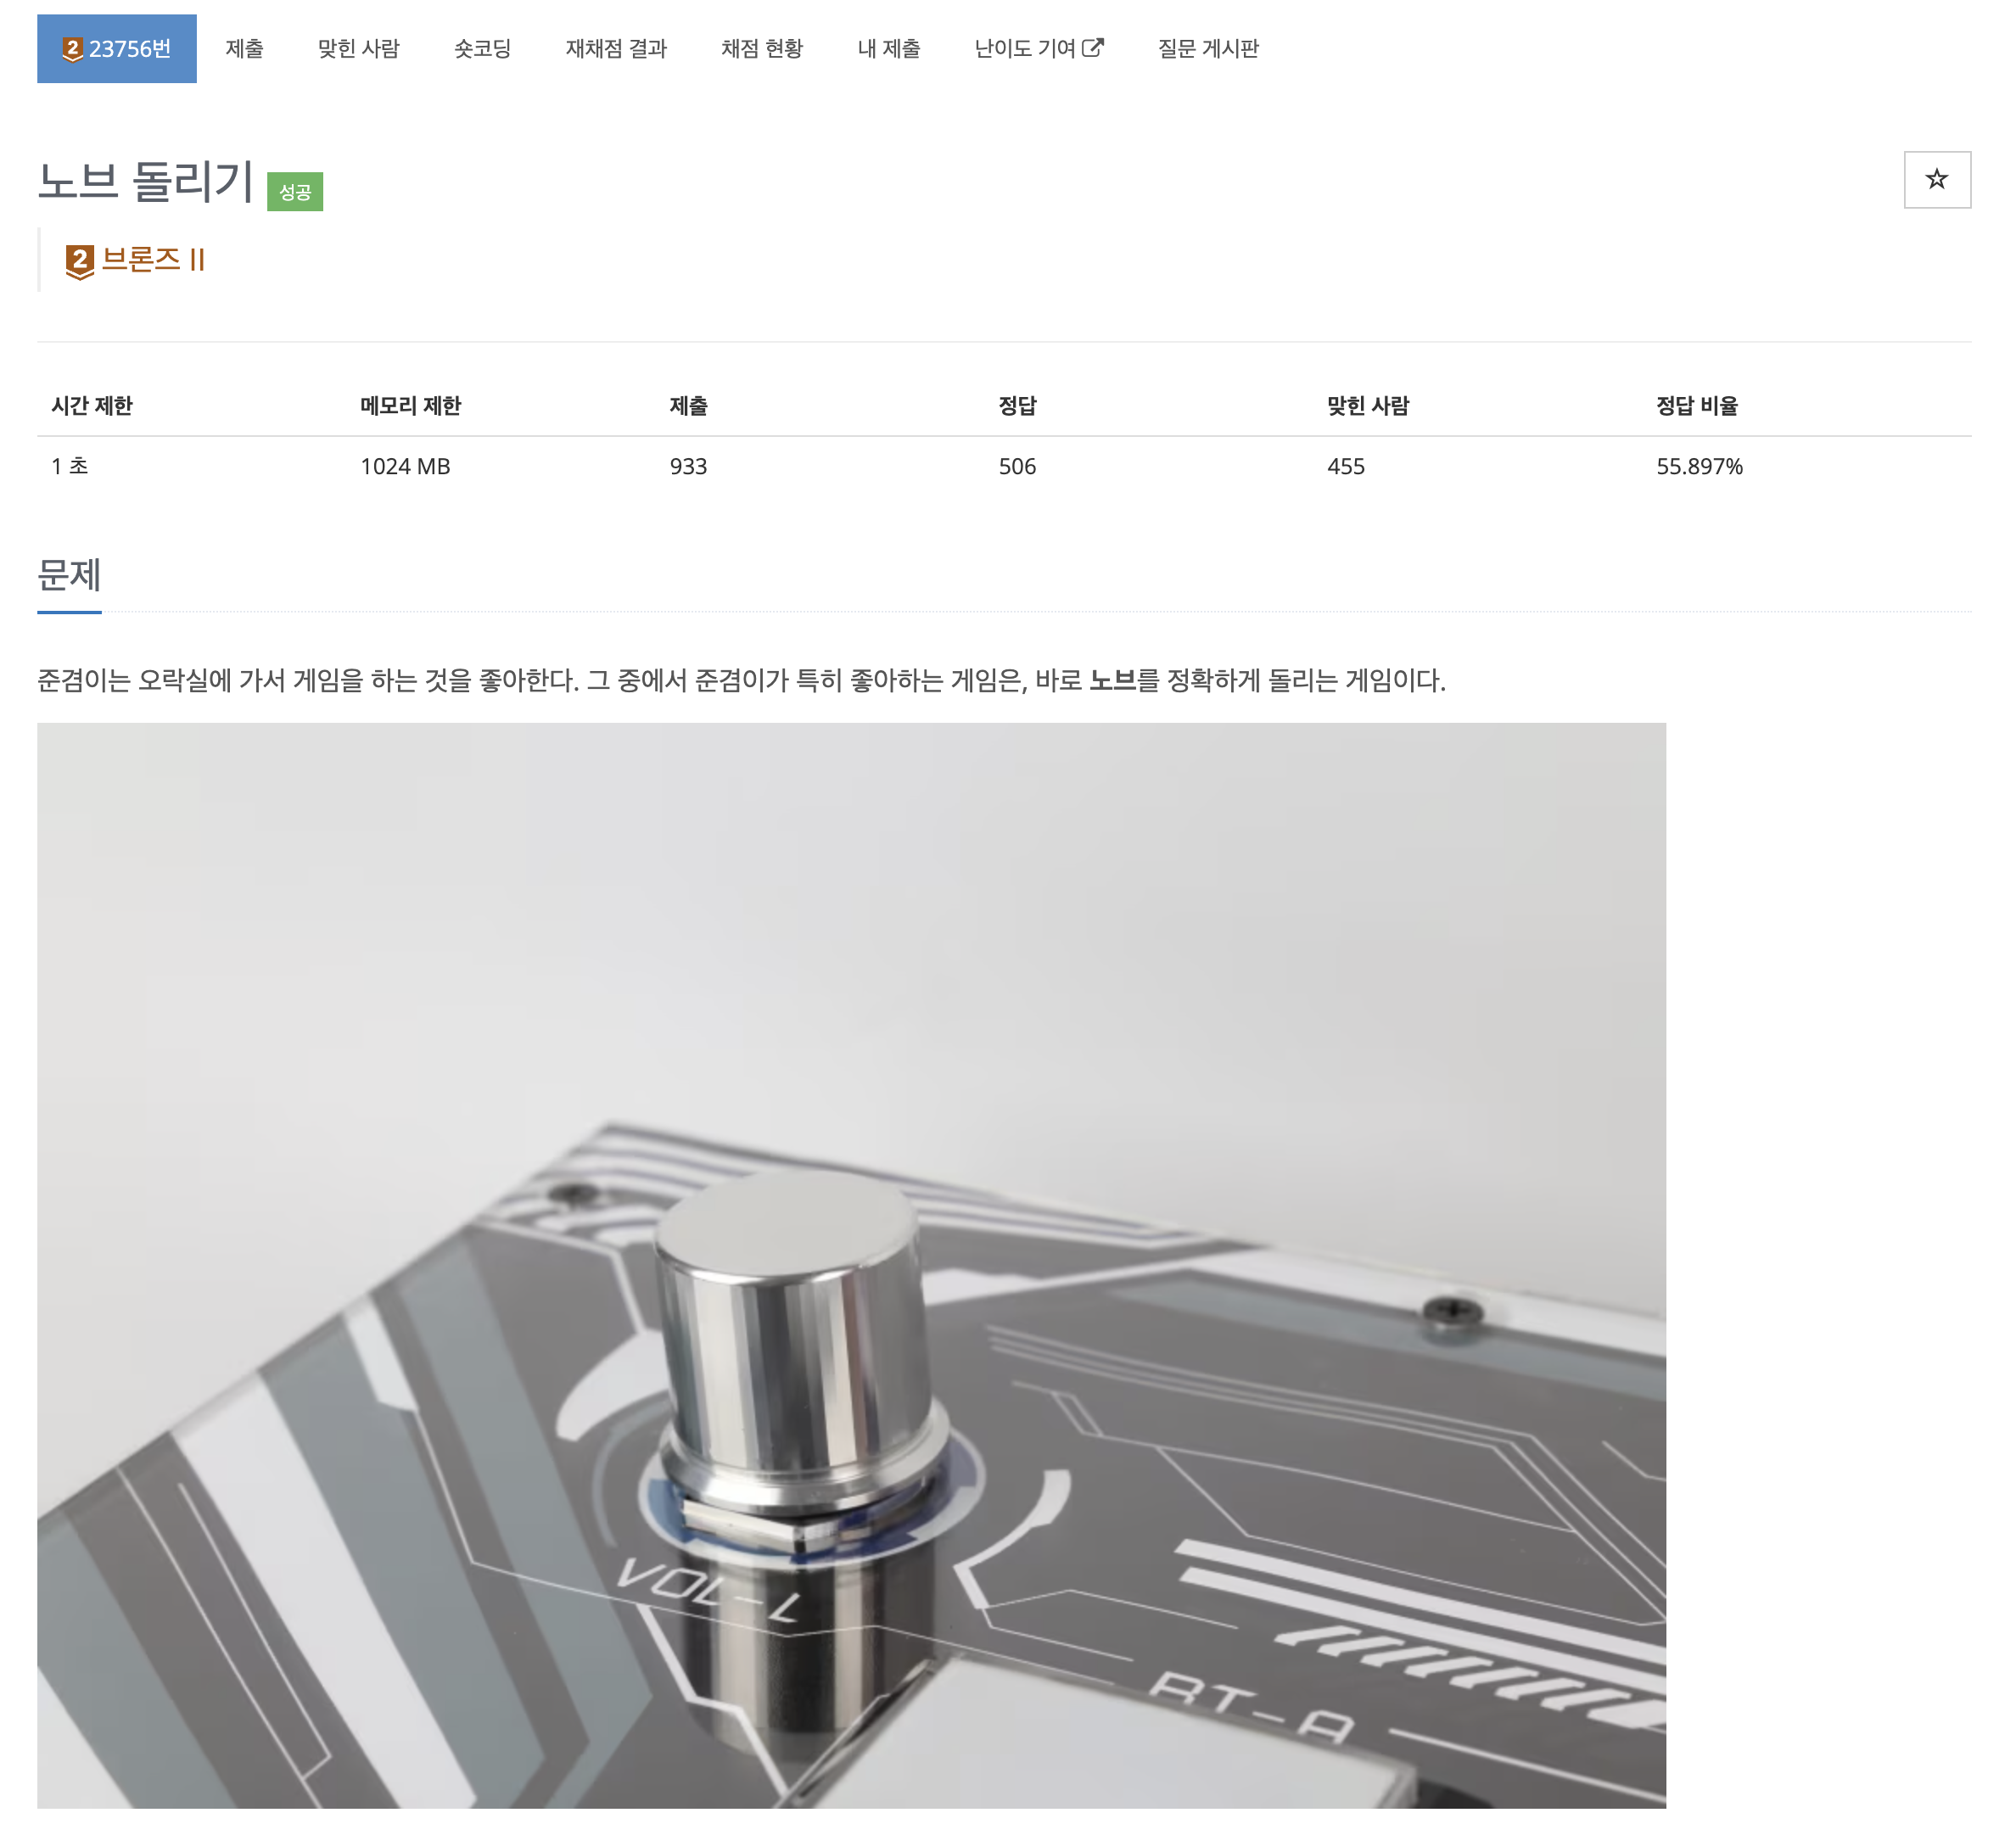 2 23756번 제출 맞힌 사람 숏코딩 재채점 결과 채점 현황 내 제출 난이도 기여 질문 게시판
노브 돌리기 성공
2 브론즈 II
시간 제한 메모리 제한 제출 정답 맞힌 사람 정답 비율
1 초 1024 MB 933 506 455 55.897%
문제
준겸이는 오락실에 가서 게임을 하는 것을 좋아한다. 그 중에서 준겸이가 특히 좋아하는 게임은, 바로 노브를 정확하게 돌리는 게임이다.
VOL-L
BT-A